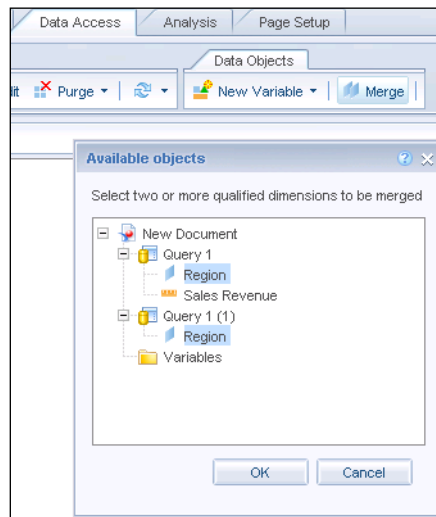 Data Access Analysis Page Setup
Data Objects
Purge New Variable Merge
Available objects
Select two or more qualified dimensions to be merged
New Document
Query 1
Region
Sales Revenue
Query 1 (1)
Region
Variables
OK Cancel